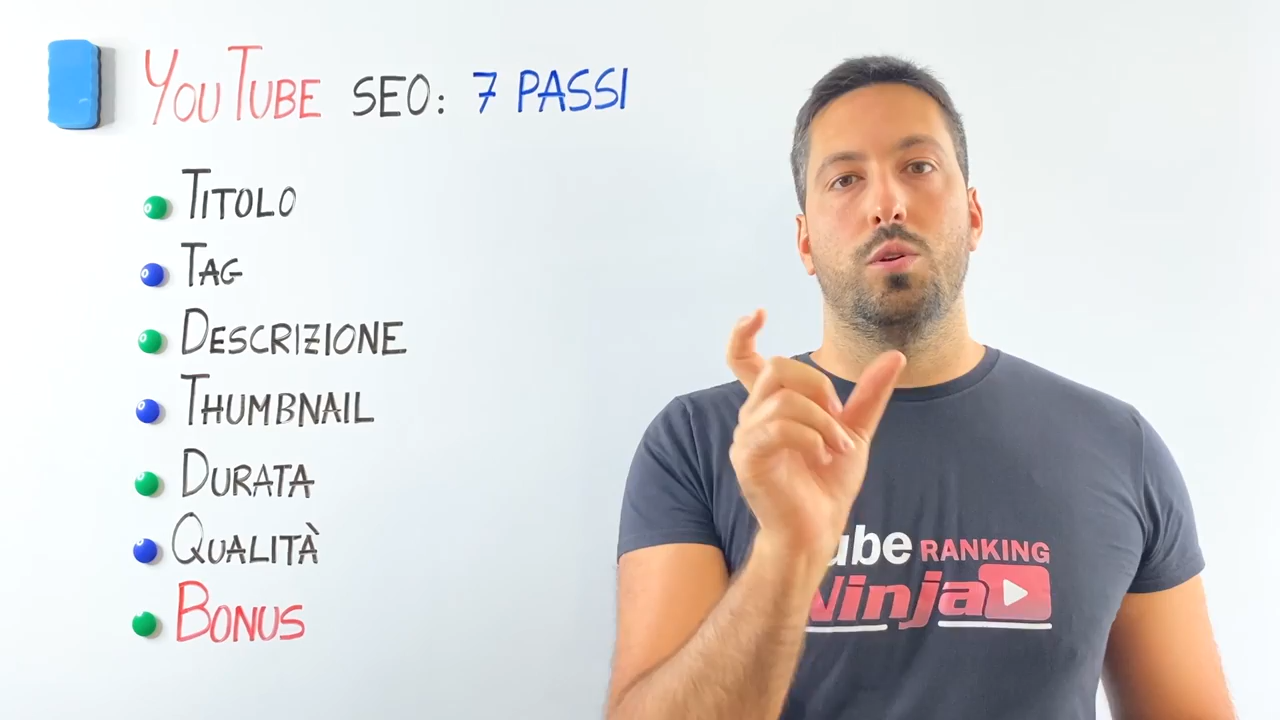 YOUTUBE SEO: 7 PASSI
TITOLO
TAG
DESCRIZIONE
THUMBNAIL
DURATA
QUALITÀ
BONUS
ube RANKING
Ninja